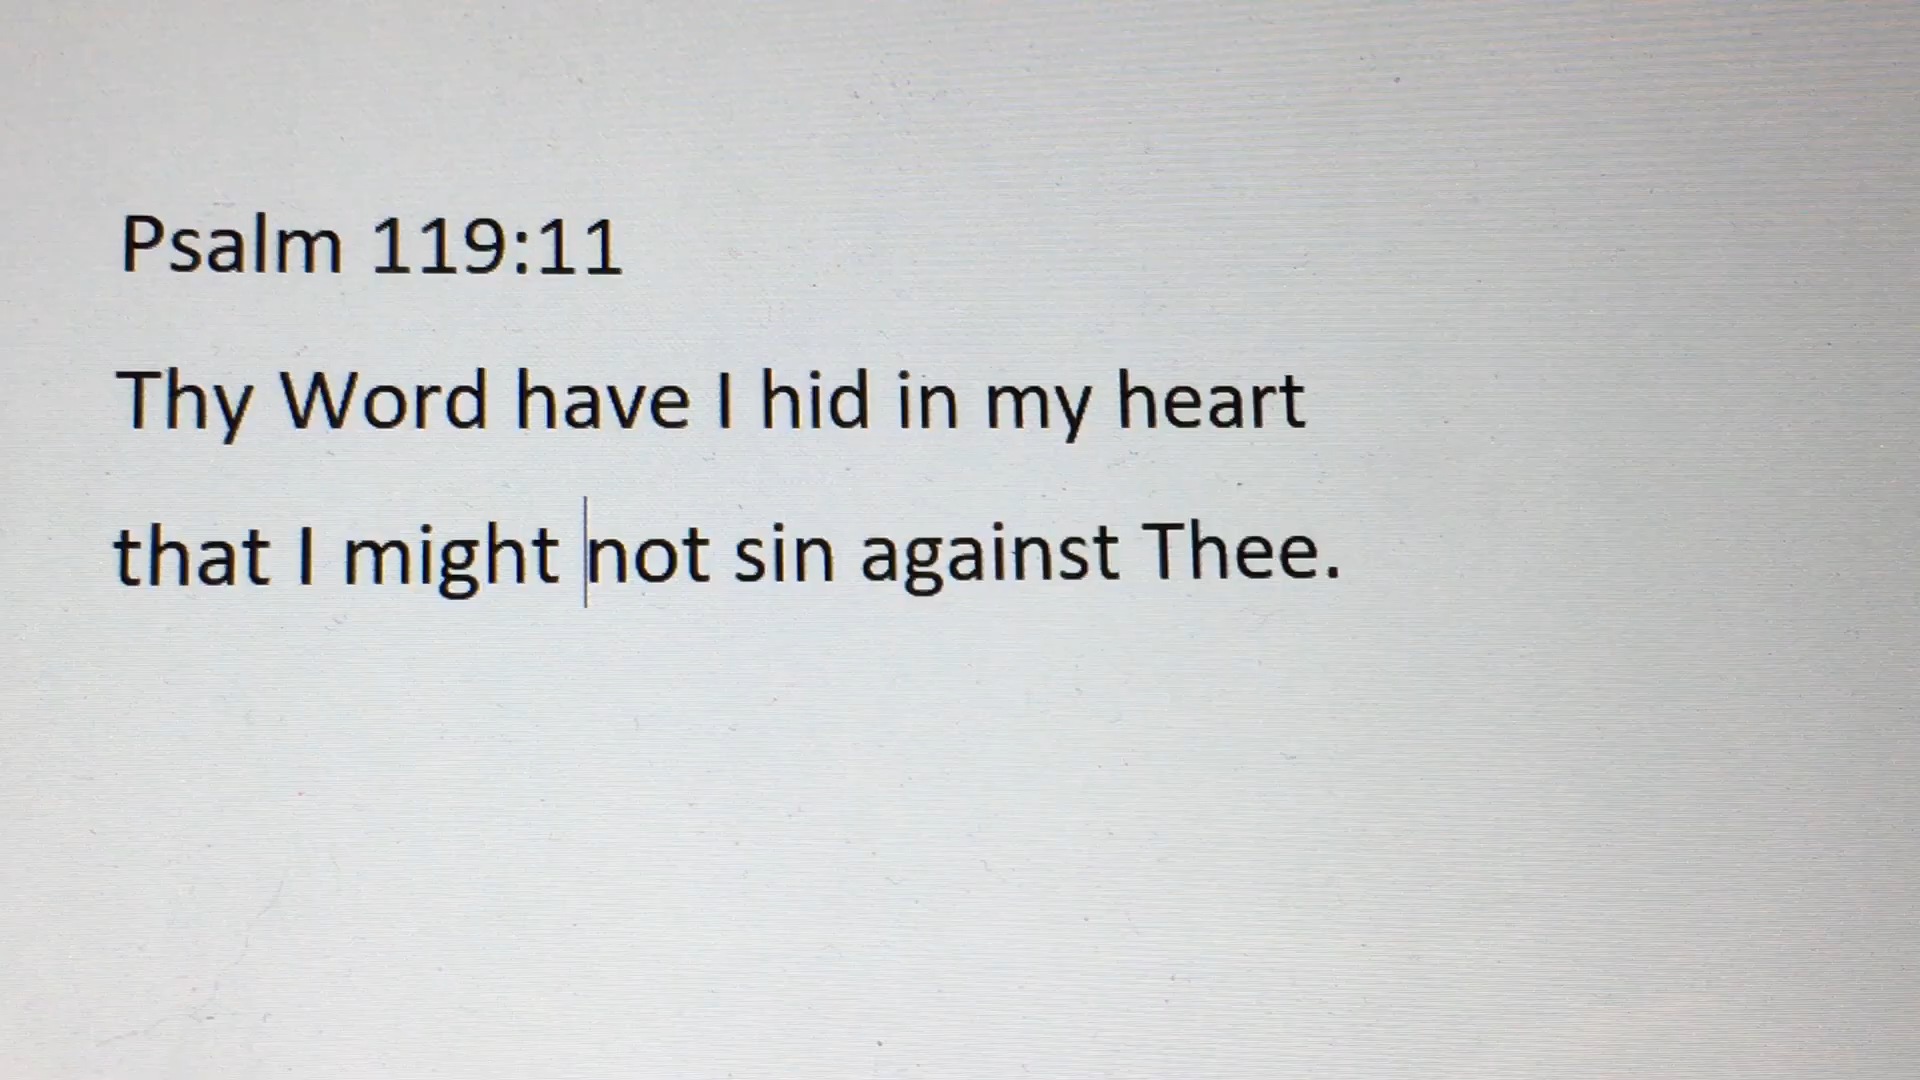 Psalm 119:11
Thy Word have I hid in my heart
that I might not sin against Thee.